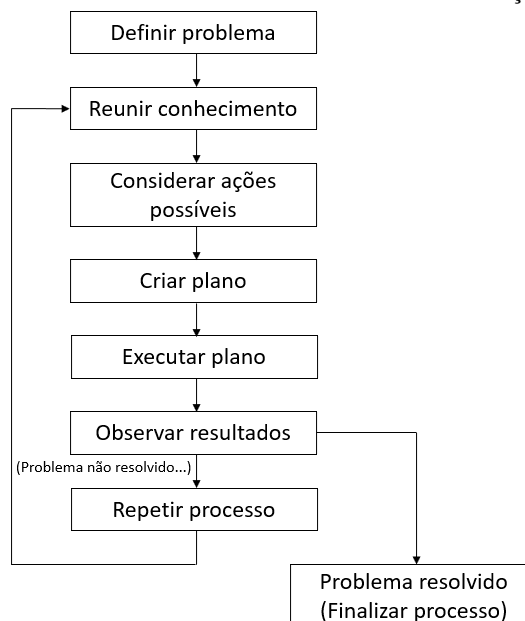 Definir problema
Reunir conhecimento
Considerar ações
possíveis
Criar plano
Executar plano
Observar resultados
(Problema não resolvido...)
Repetir processo
Problema resolvido
(Finalizar processo)